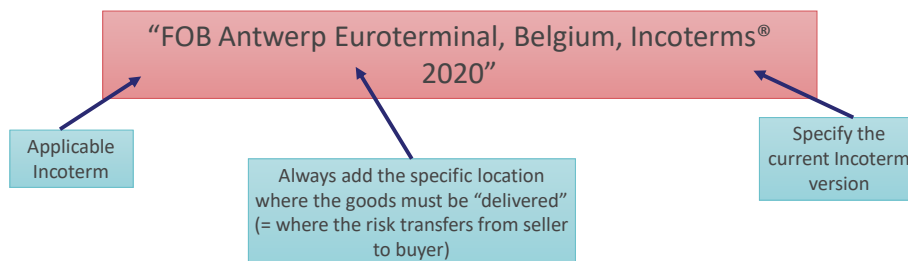 “FOB Antwerp Euroterminal, Belgium, Incoterms®
2020”
Applicable
Incoterm
Always add the specific location
where the goods must be “delivered”
(= where the risk transfers from seller
to buyer)
Specify the
current Incoterm
version